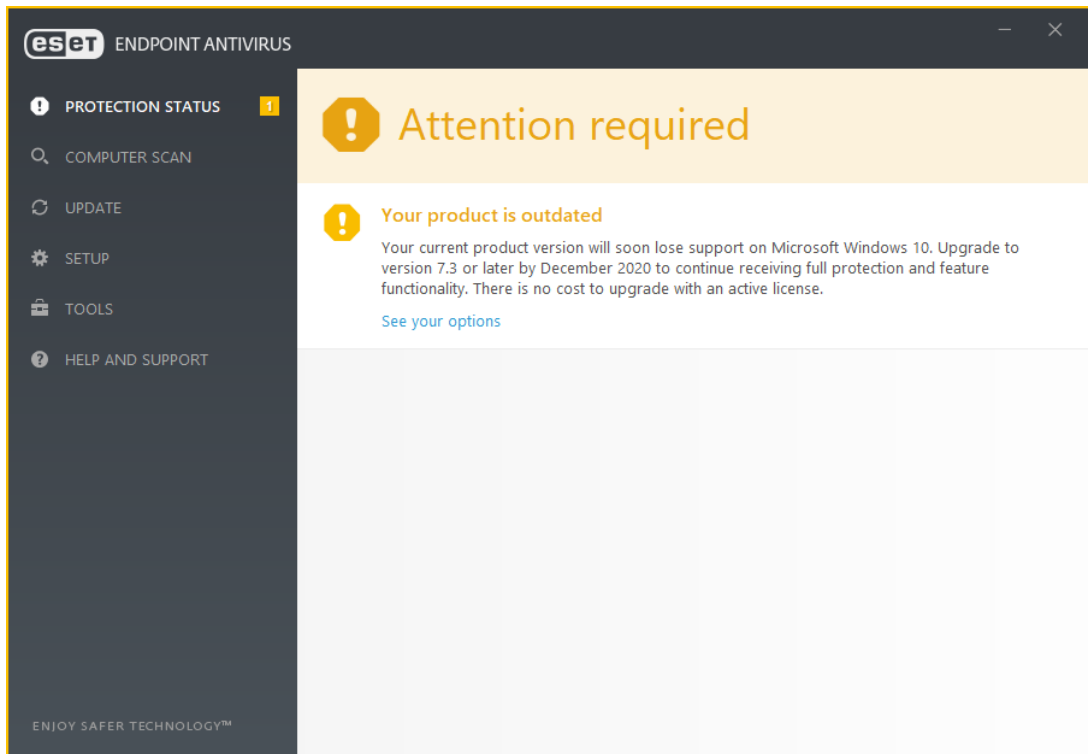 eset ENDPOINT ANTIVIRUS
PROTECTION STATUS 1
COMPUTER SCAN
UPDATE
SETUP
TOOLS
HELP AND SUPPORT
ENJOY SAFER TECHNOLOGY™
Attention required
Your product is outdated
Your current product version will soon lose support on Microsoft Windows 10. Upgrade to
version 7.3 or later by December 2020 to continue receiving full protection and feature
functionality. There is no cost to upgrade with an active license.
See your options